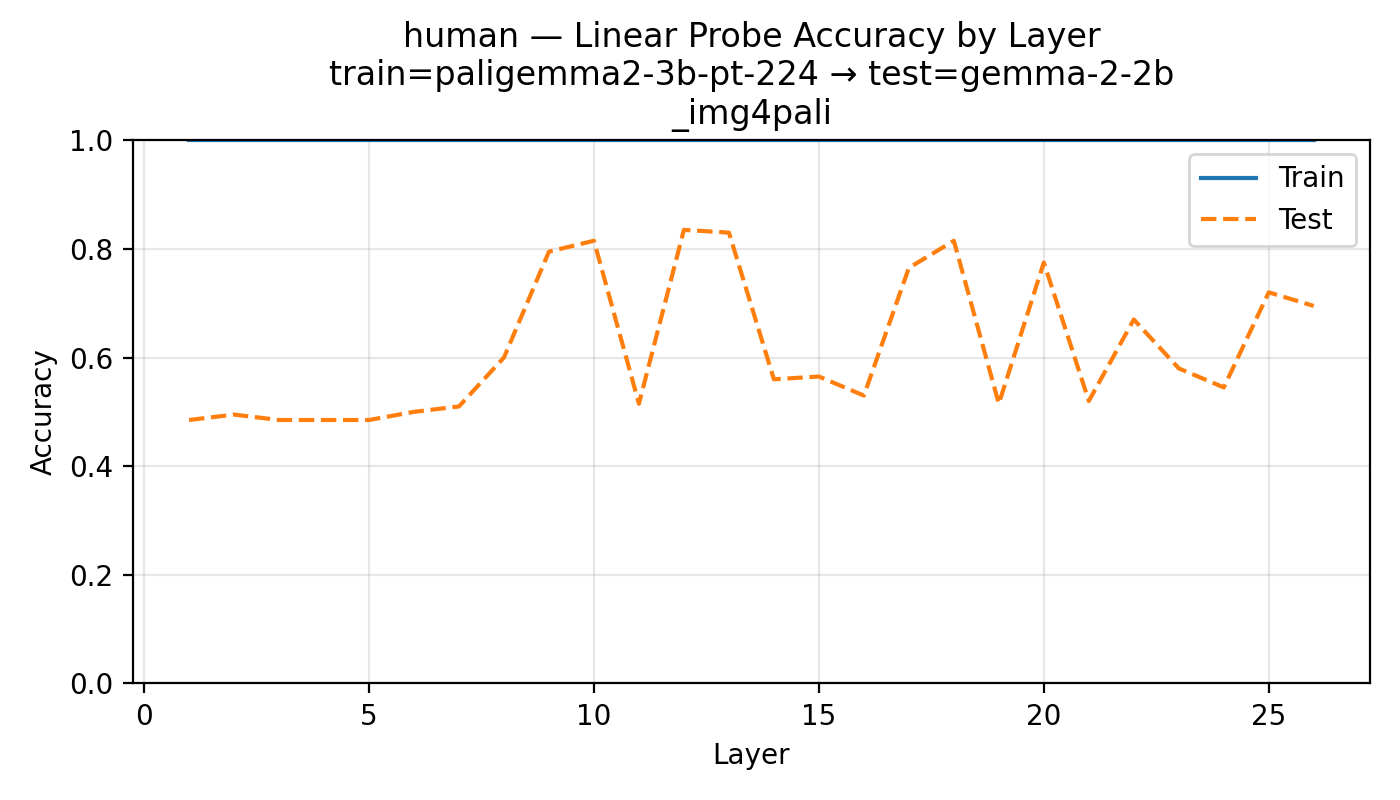 human — Linear Probe Accuracy by Layer
train=paligemma2-3b-pt-224 → test=gemma-2-2b
_img4pali
1.0
0.8
0.6
0.4
0.2
0.0
Accuracy
Train
Test
0 5 10 15 20 25
Layer